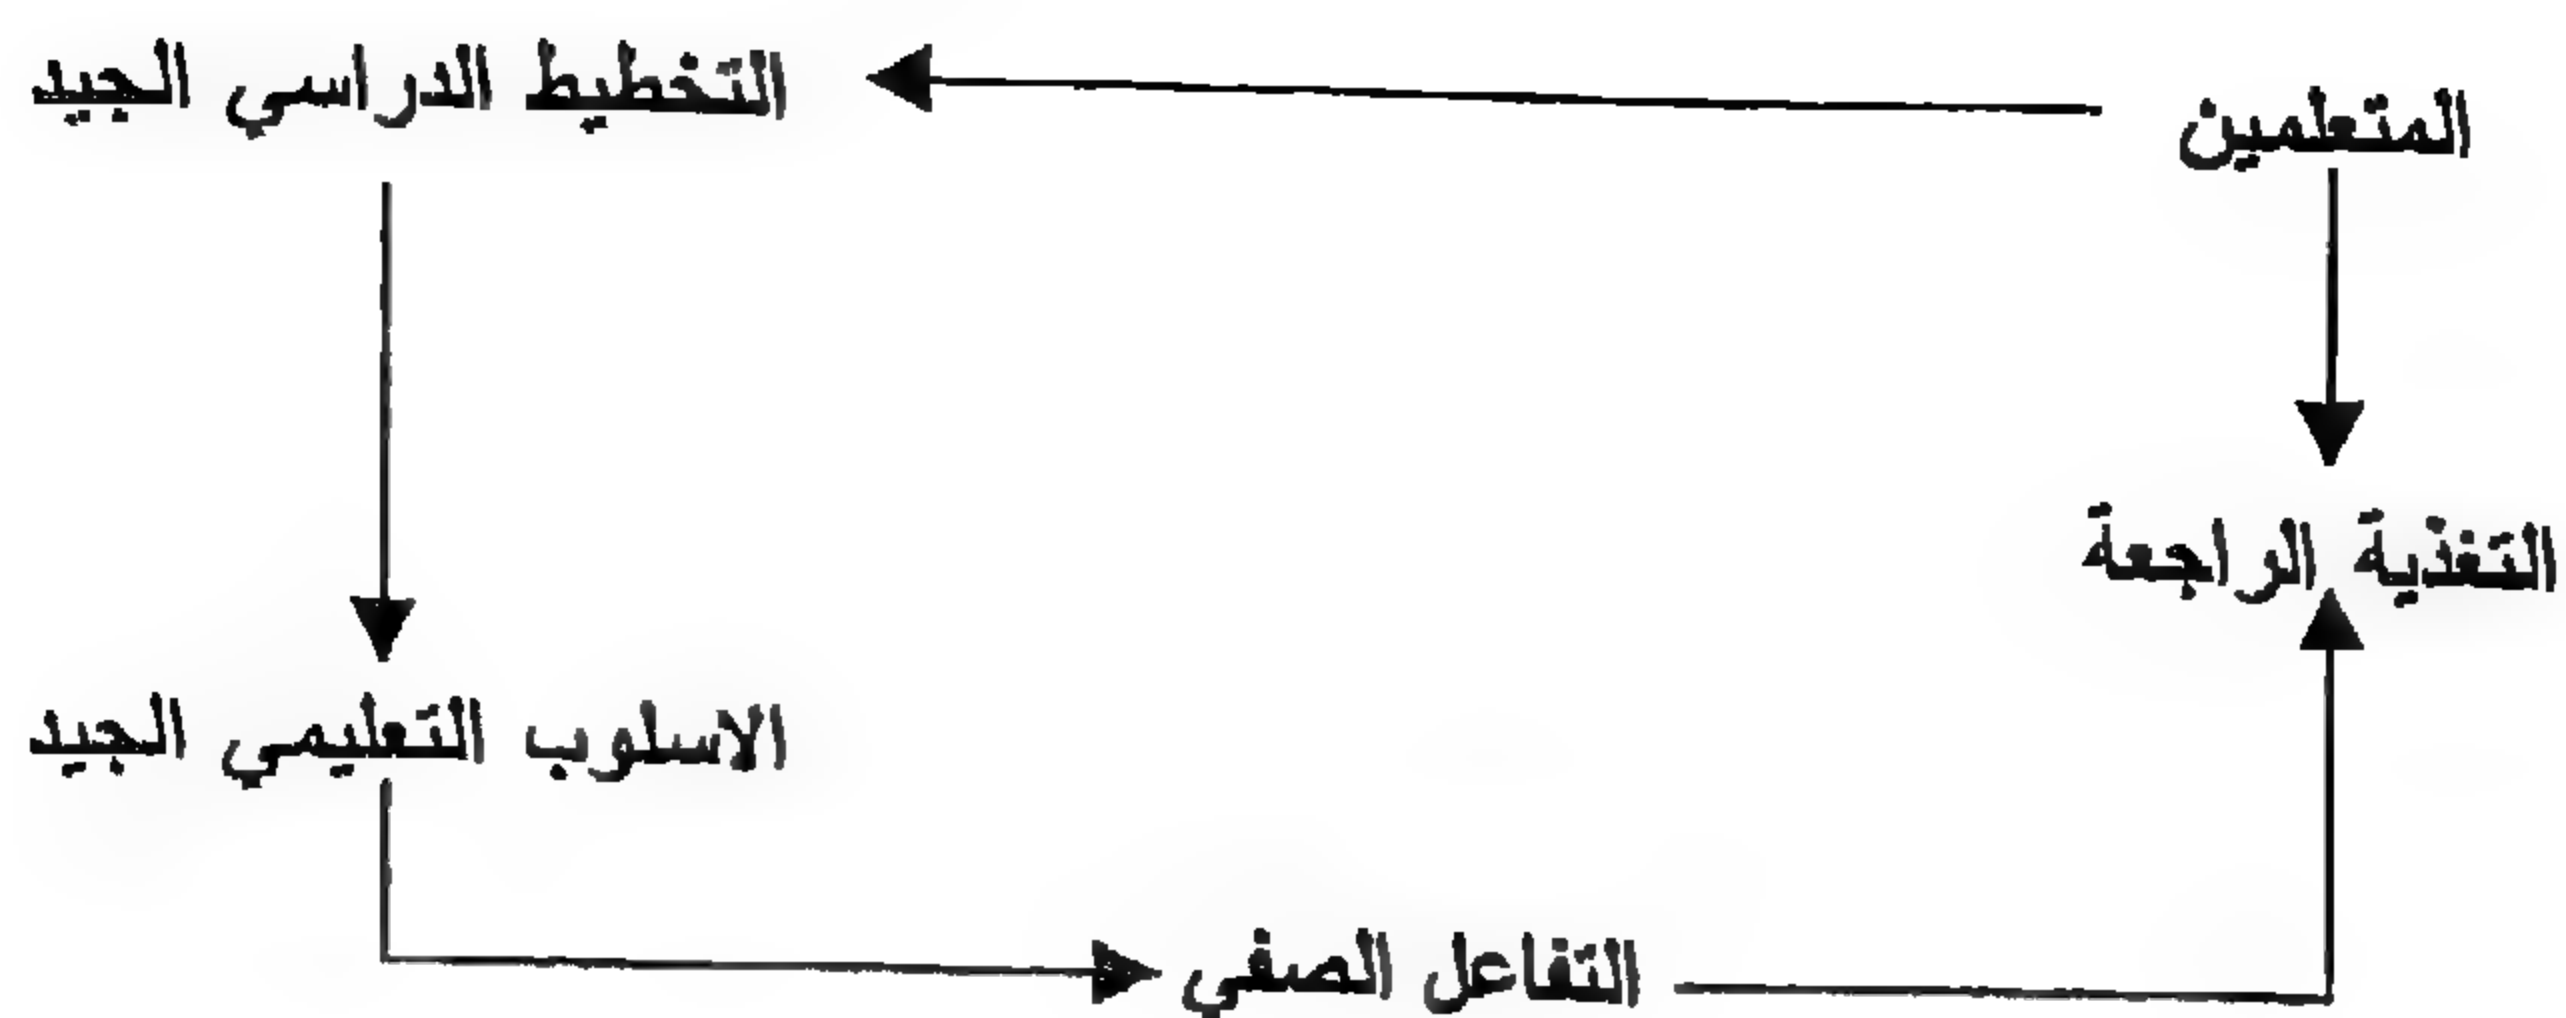 المتعلمين
التخطيط الدراسي الجيد
التغذية الراجعة
الاسلوب التعليمي الجيد
التفاعل الصفي